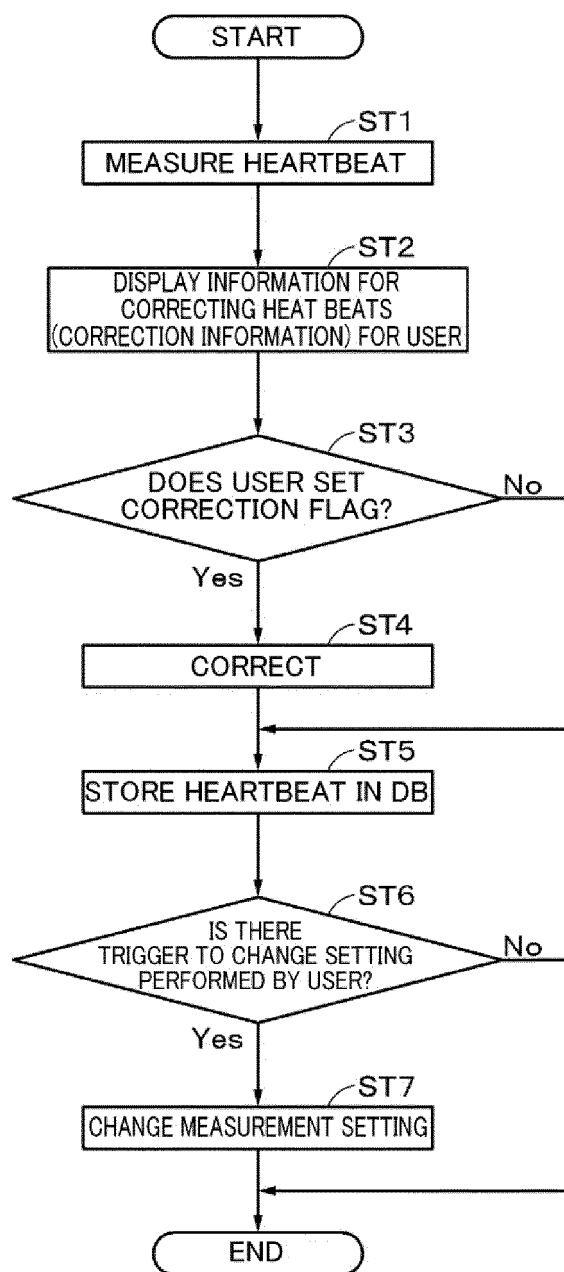 START
ST1
MEASURE HEARTBEAT
ST2
DISPLAY INFORMATION FOR
CORRECTING HEAT BEATS
(CORRECTION INFORMATION) FOR USER
ST3
DOES USER SET
CORRECTION FLAG?
No
Yes
ST4
CORRECT
ST5
STORE HEARTBEAT IN DB
ST6
IS THERE
TRIGGER TO CHANGE SETTING
PERFORMED BY USER?
No
Yes
ST7
CHANGE MEASUREMENT SETTING
END